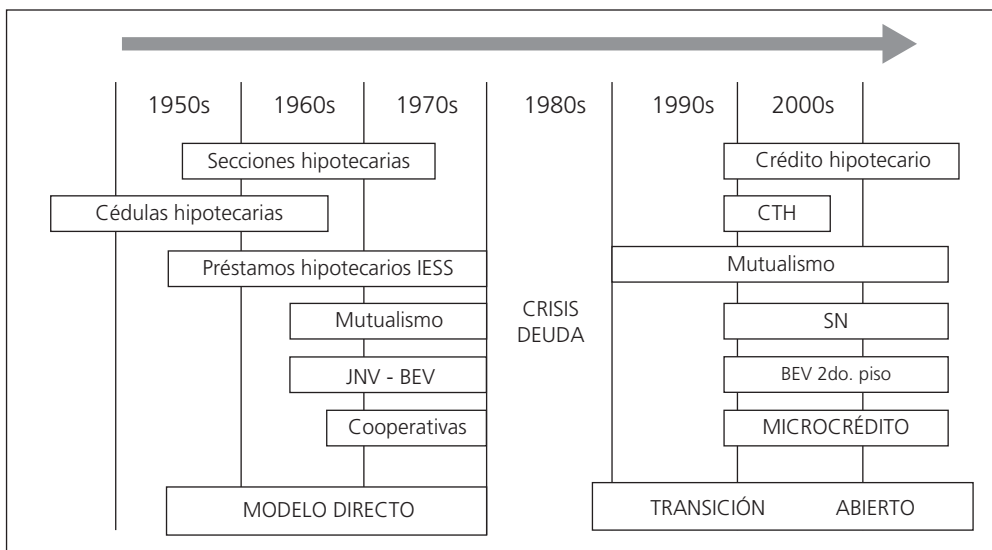 1950s 1960s 1970s 1980s 1990s 2000s
Secciones hipotecarias Crédito hipotecario
Cédulas hipotecarias CTH
Préstamos hipotecarios IESS Mutualismo
CRISIS
DEUDA
Mutualismo SN
JNV - BEV BEV 2do. piso
Cooperativas MICROCRÉDITO
MODELO DIRECTO TRANSICIÓN ABIERTO